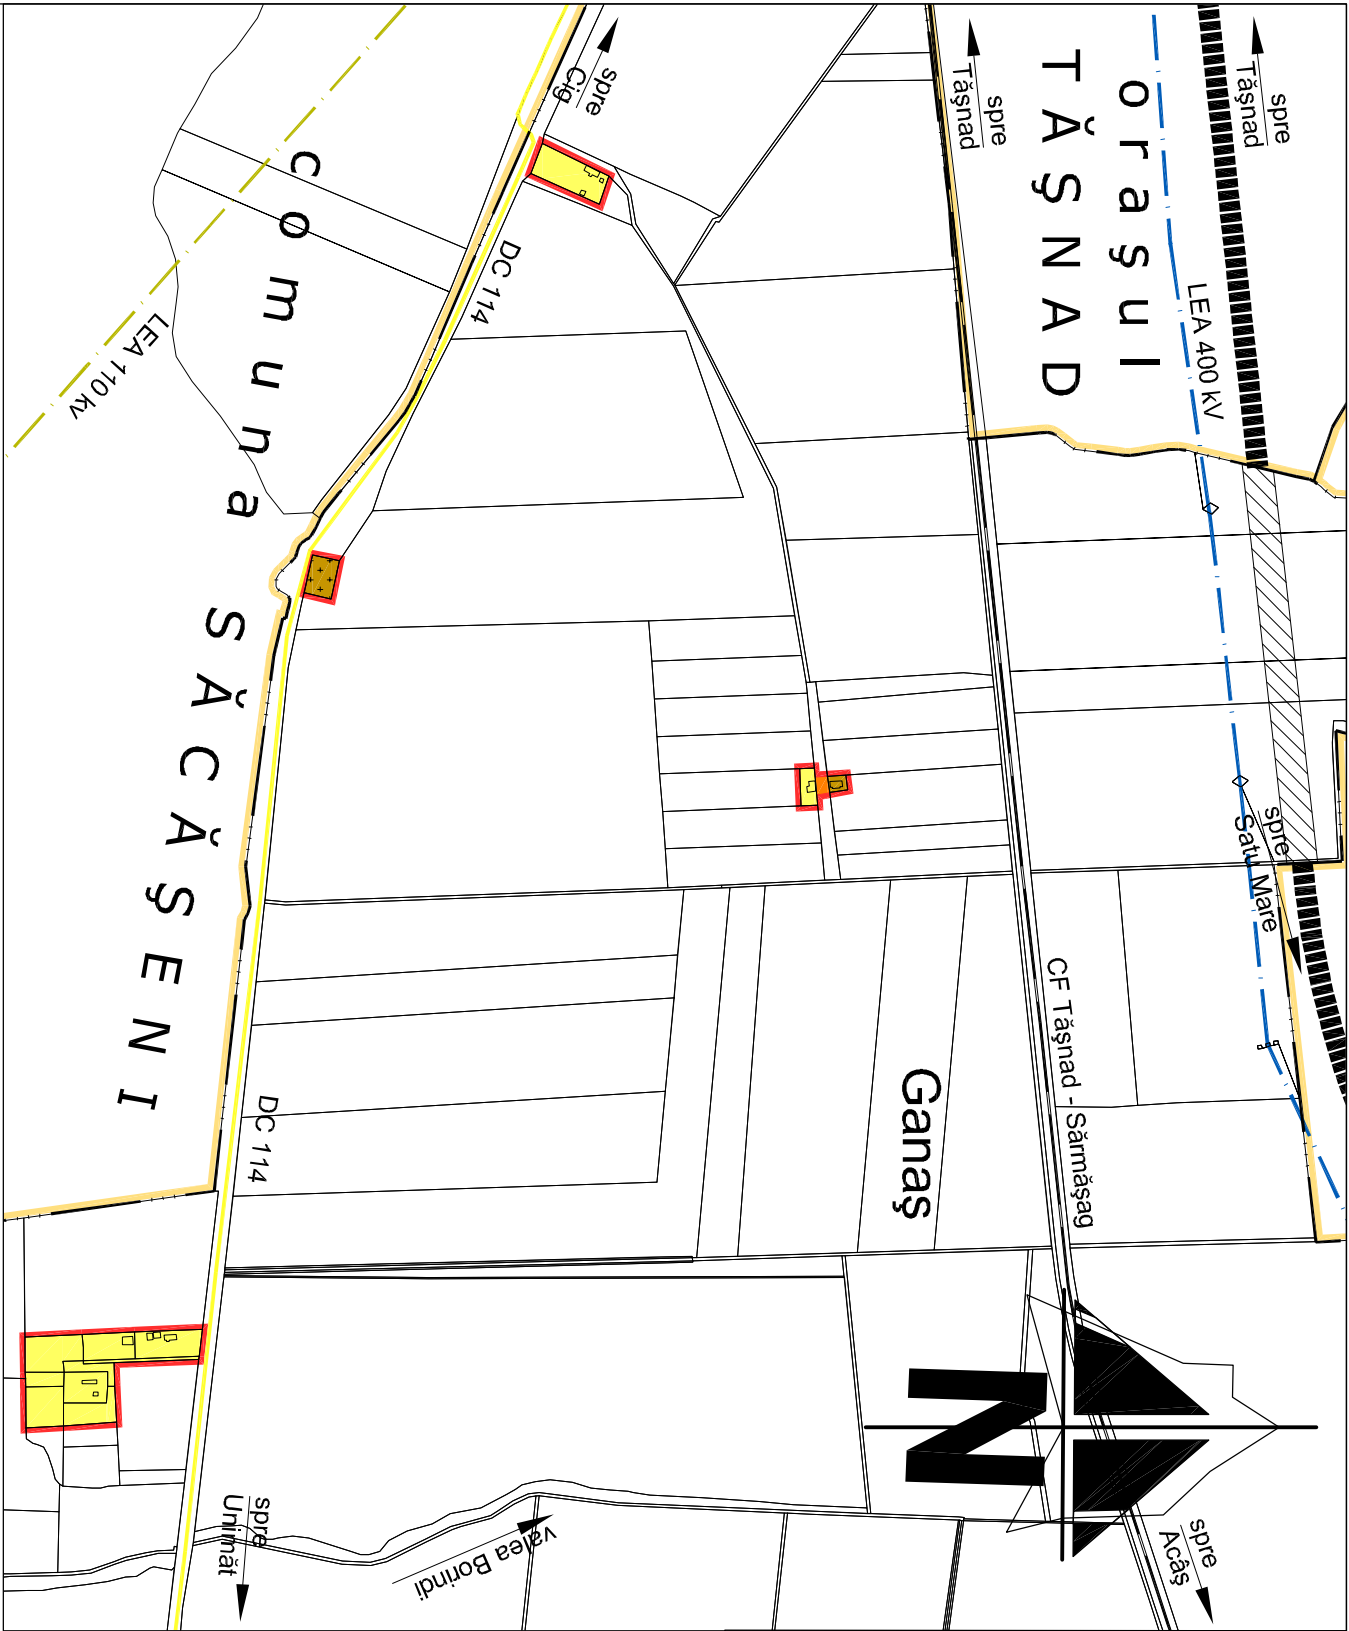 spre
Tăşnad
LEA 400 kV
spre
Satu Mare
oraşul
TĂŞNAD
spre
Tăşnad
CF Tăşnad - Sărmăşag
spre
Acâş
N
Ganaş
spre
Cig
DC 114
valea Borindi
comuna SĂCĂŞENI
LEA 110 kv
DC 114
spre
Unimăt